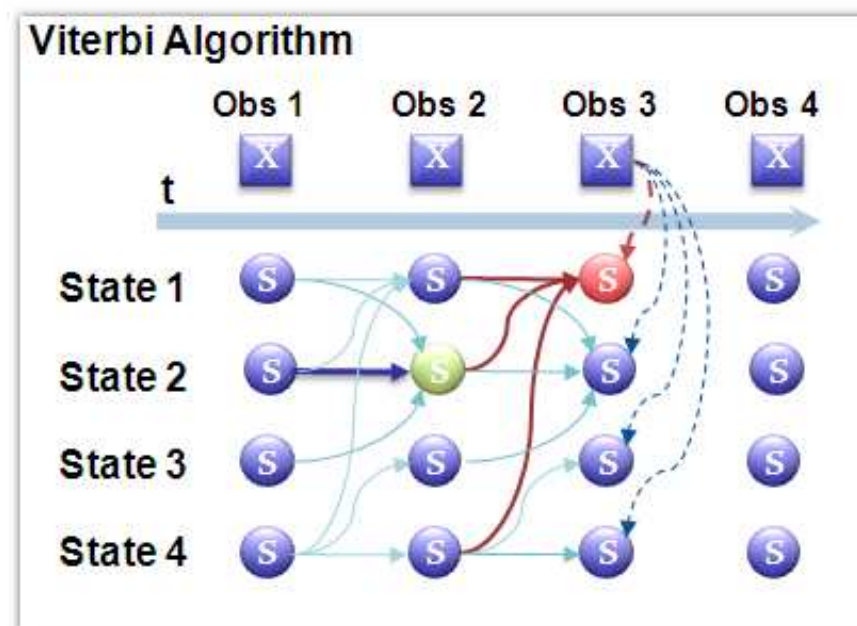 Viterbi Algorithm
Obs 1 Obs 2 Obs 3 Obs 4
X X X X
t
State 1 S S S S
State 2 S S S S
State 3 S S S S
State 4 S S S S